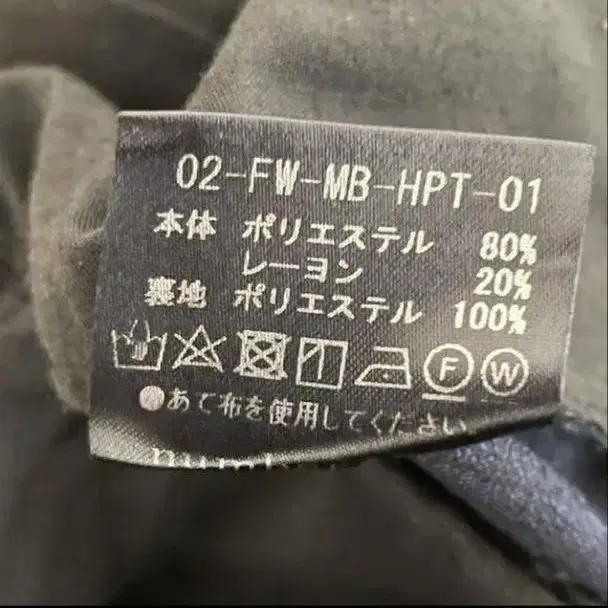 02-FW-MB-HPT-01
本体 ポリエステル 80%
レーヨン 20%
裏地 ポリエステル 100%
F W
●あて布を使用してください